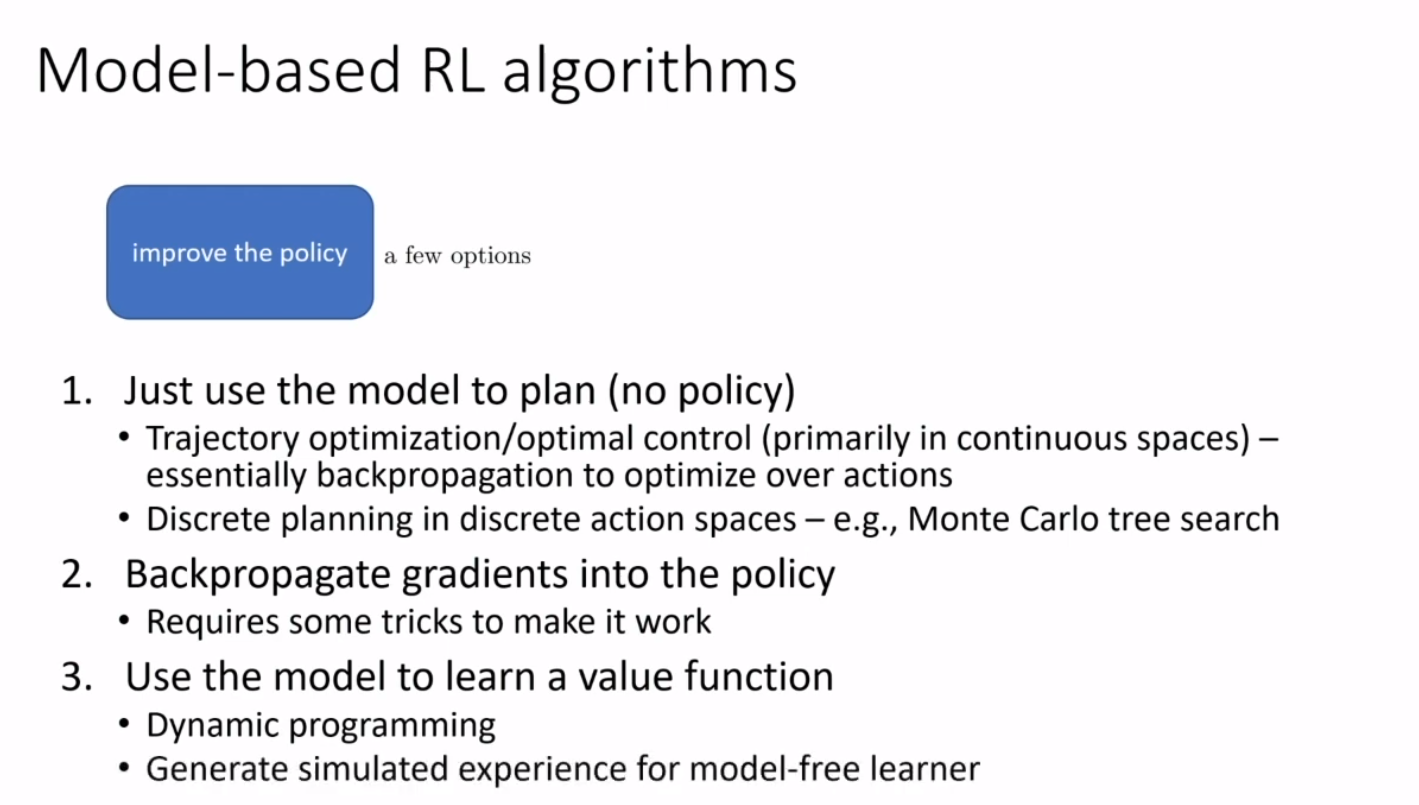 Model-based RL algorithms
improve the policy
a few options
1. Just use the model to plan (no policy)
• Trajectory optimization/optimal control (primarily in continuous spaces) –
essentially backpropagation to optimize over actions
• Discrete planning in discrete action spaces – e.g., Monte Carlo tree search
2. Backpropagate gradients into the policy
• Requires some tricks to make it work
3. Use the model to learn a value function
• Dynamic programming
• Generate simulated experience for model-free learner